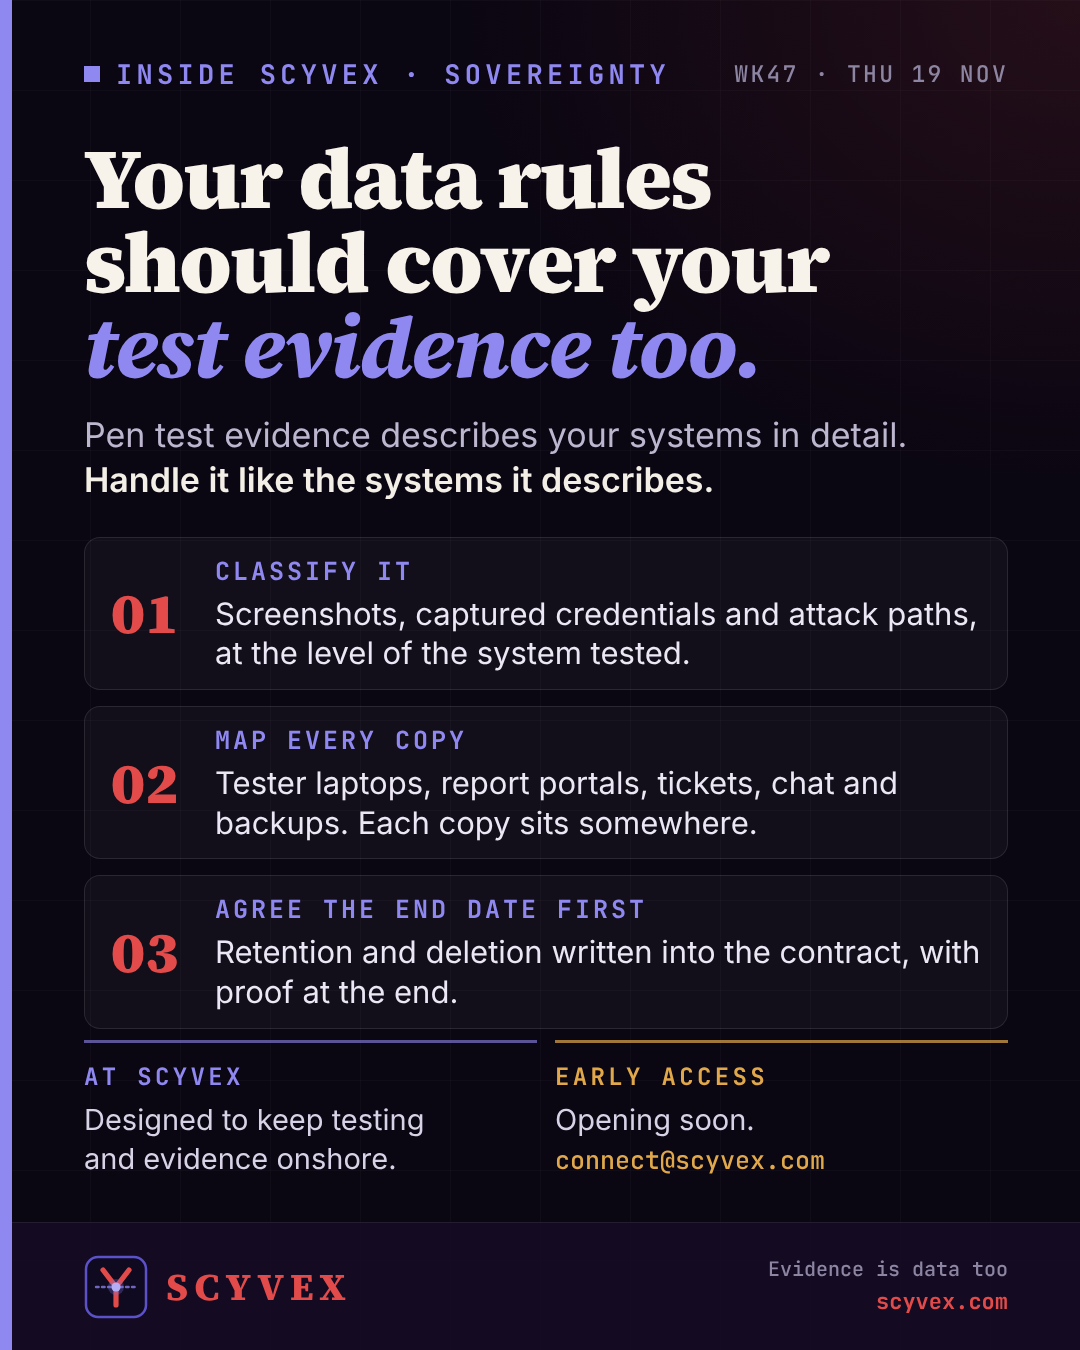 INSIDE SCYVEX · SOVEREIGNTY
WK47 · THU 19 NOV
Your data rules
should cover your
test evidence too.
Pen test evidence describes your systems in detail.
Handle it like the systems it describes.
01
CLASSIFY IT
Screenshots, captured credentials and attack paths,
at the level of the system tested.
02
MAP EVERY COPY
Tester laptops, report portals, tickets, chat and
backups. Each copy sits somewhere.
03
AGREE THE END DATE FIRST
Retention and deletion written into the contract, with
proof at the end.
AT SCYVEX
Designed to keep testing
and evidence onshore.
EARLY ACCESS
Opening soon.
connect@scyvex.com
SCYVEX
Evidence is data too
scyvex.com